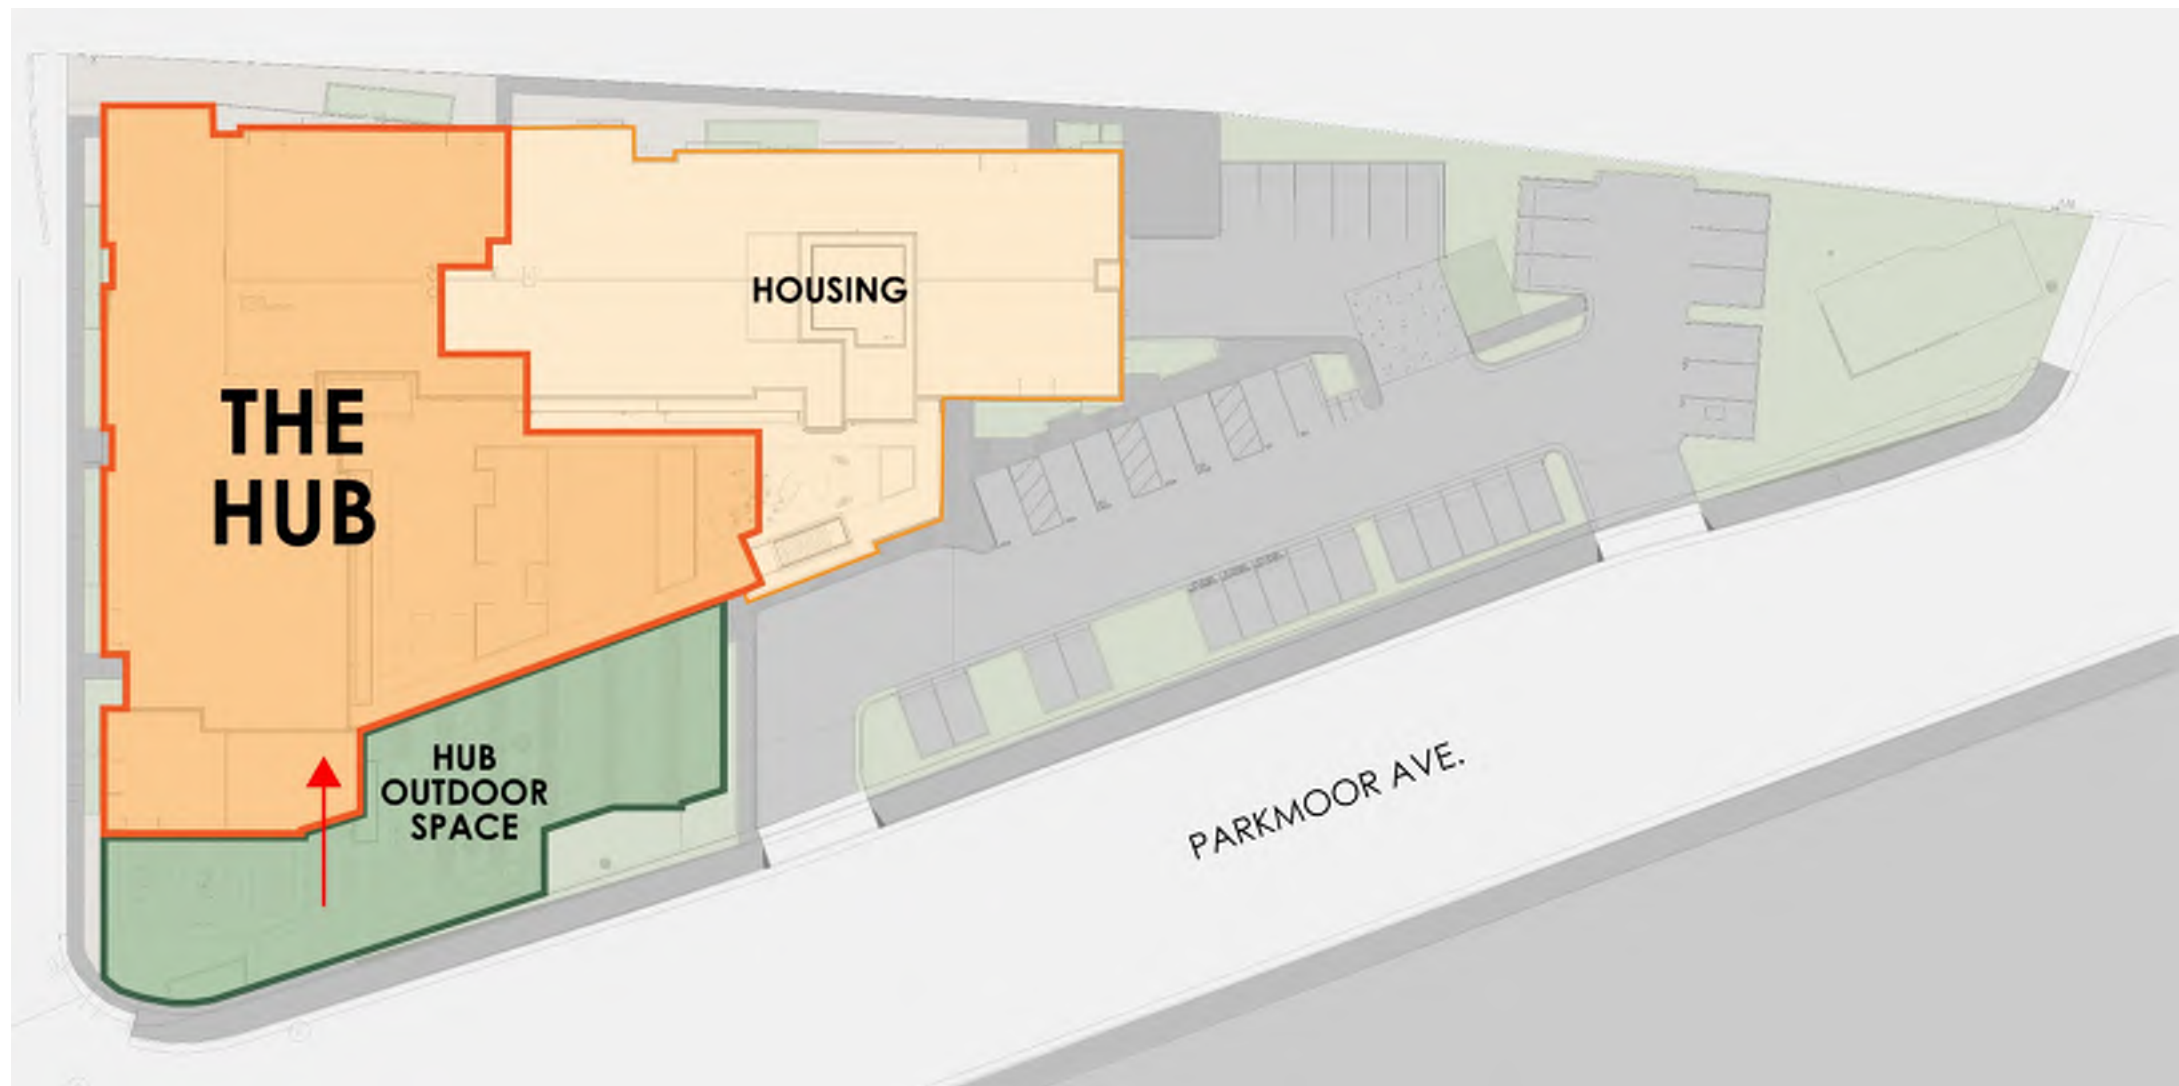 HOUSING
THE
HUB
HUB
OUTDOOR
SPACE
PARKMOOR AVE.